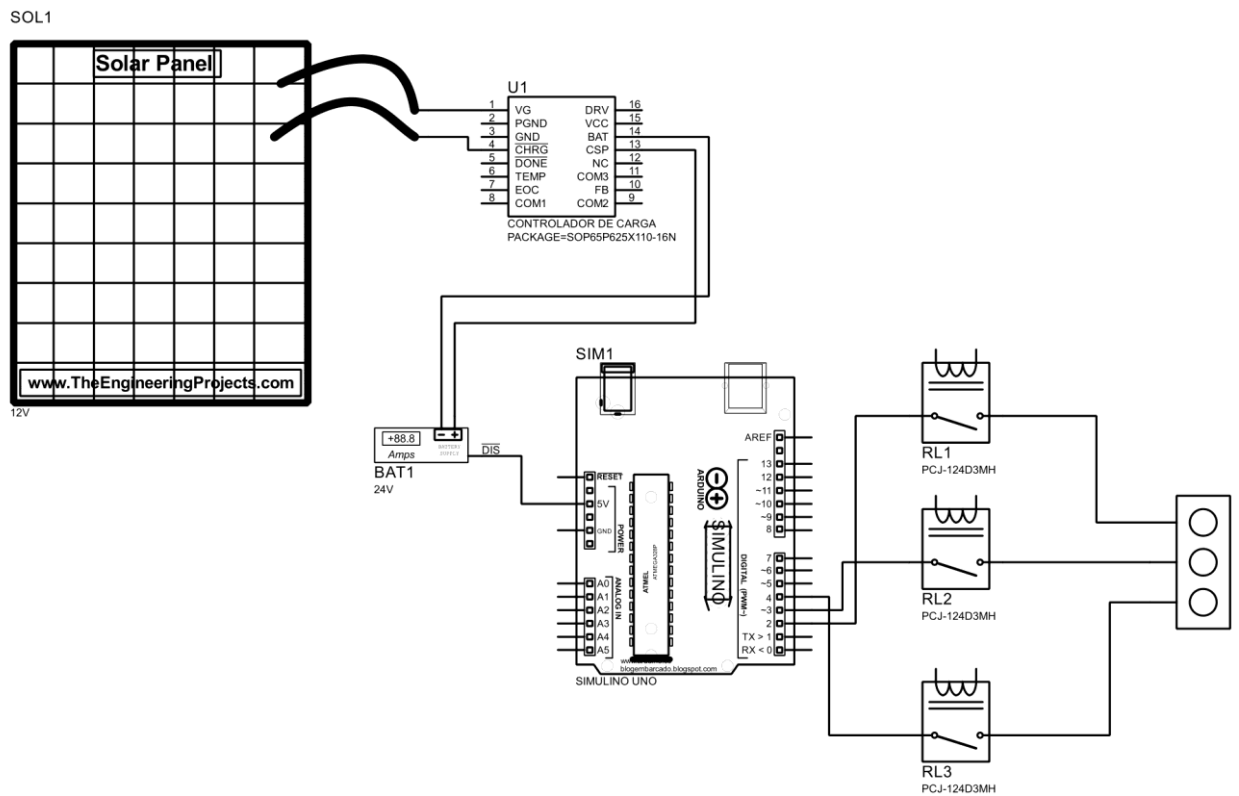 SOL1
Solar Panel
www.TheEngineeringProjects.com
12V
U1
1 VG DRV 16
2 PGND VCC 15
3 GND BAT 14
4 CHRG CSP 13
5 DONE NC 12
6 TEMP COM3 11
7 EOC FB 10
8 COM1 COM2 9
CONTROLADOR DE CARGA
PACKAGE=SOP65P625X110-16N
+88.8
Amps
- +
BATTERY
SUPPLY
DIS
BAT1
24V
SIM1
AREF
RESET
5V
GND
POWER
A0
A1
A2
A3
A4
A5
ANALOG IN
ATMEL
ATMEGA328P
ARDUINO
SIMULINO
13
12
~11
~10
~9
8
7
~6
~5
4
~3
2
TX > 1
RX < 0
DIGITAL (PWM~)
blogembarcado.blogspot.com
SIMULINO UNO
RL1
PCJ-124D3MH
RL2
PCJ-124D3MH
RL3
PCJ-124D3MH